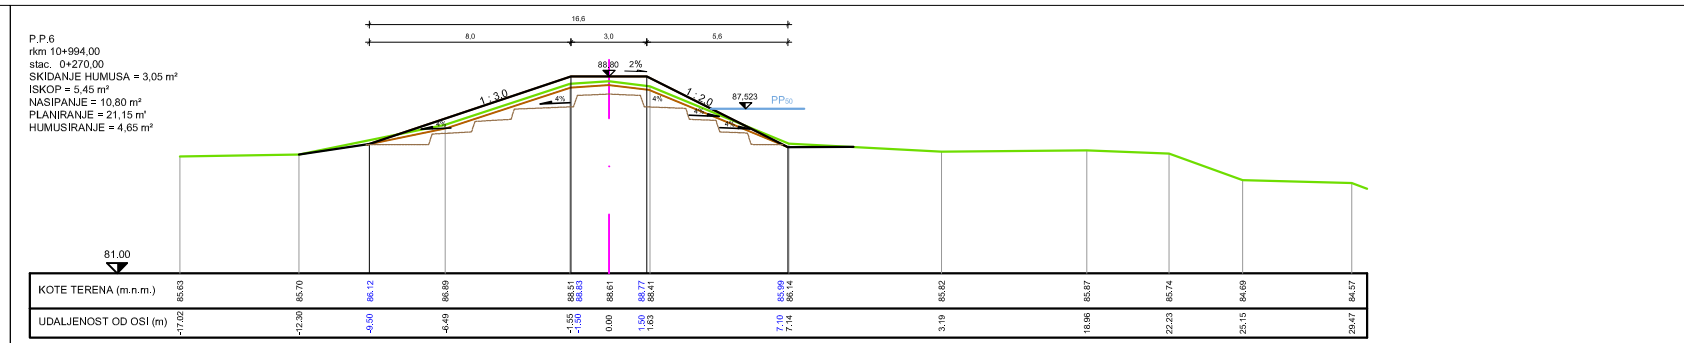 16,6
8,0 3,0 5,6
P.P.6
rkm 10+994,00
stac. 0+270,00
SKIDANJE HUMUSA = 3,05 m²
ISKOP = 5,45 m²
NASIPANJE = 10,80 m²
PLANIRANJE = 21,15 m'
HUMUSIRANJE = 4,65 m²
88,80 2%
1 : 3,0 4% 4% 1 : 2,0 87,523 PP50
4% 4% 4%
81.00
KOTE TERENA (m.n.m.) 85.63 85.70 86.12 86.89 88.51 88.83 88.61 88.77 88.41 85.99 86.14 85.82 85.87 85.74 84.69 84.57
UDALJENOST OD OSI (m) -17.02 -12.30 -9.50 -6.49 -1.55 -1.50 0.00 1.50 1.63 7.10 7.14 3.19 18.96 22.23 25.15 29.47